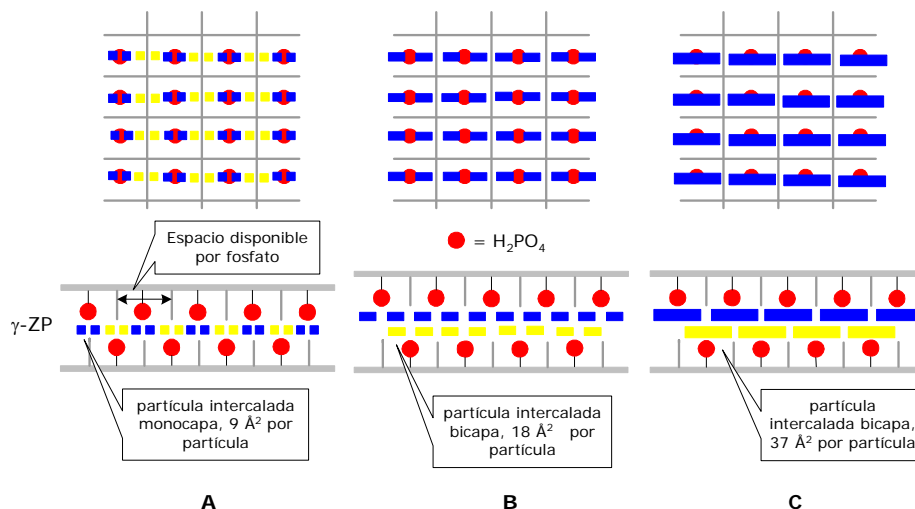 Espacio disponible
por fosfato
= H₂PO₄
γ-ZP
partícula intercalada
monocapa, 9 Å² por
partícula
partícula intercalada
bicapa, 18 Å² por
partícula
partícula
intercalada bicapa,
37 Å² por partícula
A
B
C